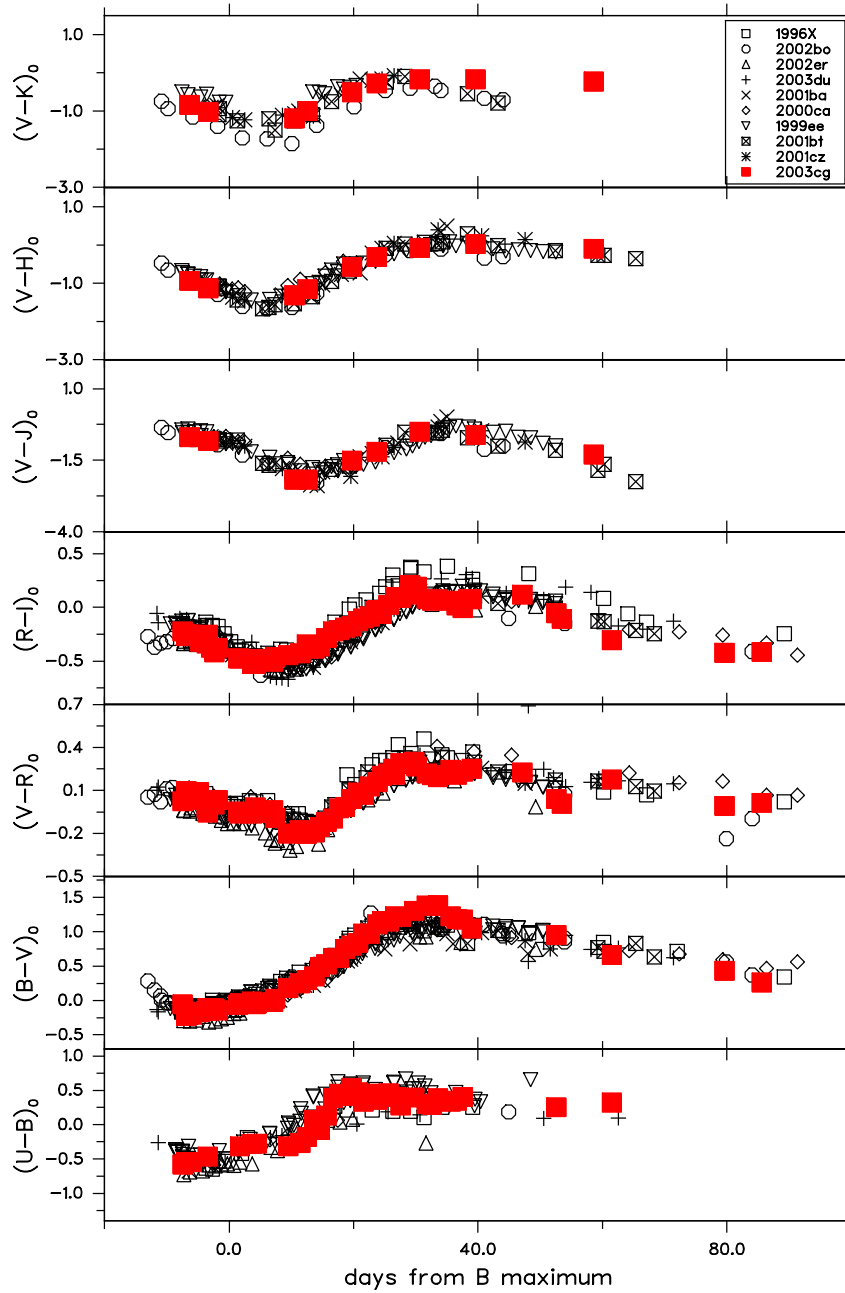 1.0
−1.0
−3.0
(V−K)₀
1996X
2002bo
2002er
2003du
2001ba
2000ca
1999ee
2001bt
2001cz
2003cg
1.0
−1.0
−3.0
(V−H)₀
1.0
−1.5
−4.0
(V−J)₀
0.5
0.0
−0.5
(R−I)₀
0.7
0.4
0.1
−0.2
−0.5
(V−R)₀
1.5
1.0
0.5
0.0
−0.5
(B−V)₀
1.0
0.5
0.0
−0.5
−1.0
(U−B)₀
0.0
40.0
80.0
days from B maximum